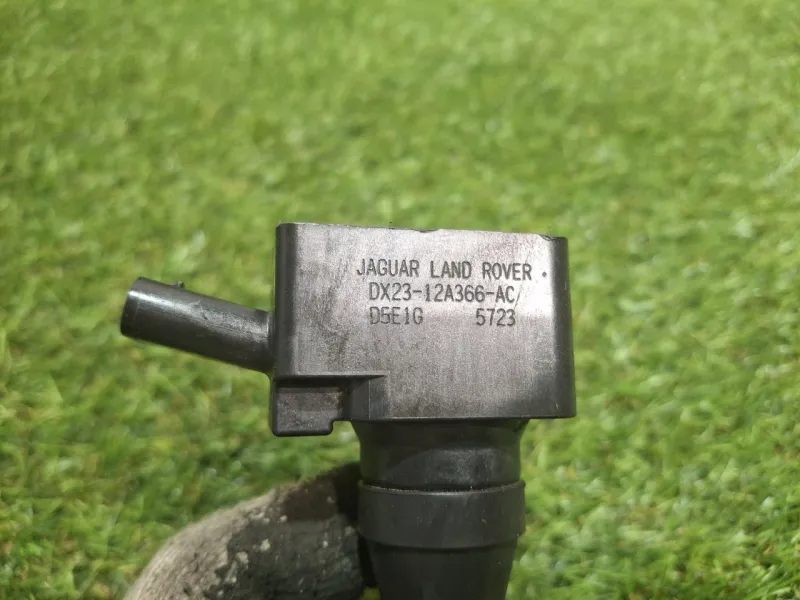 JAGUAR LAND ROVER
DX23-12A366-AC/
D5E1G 5723